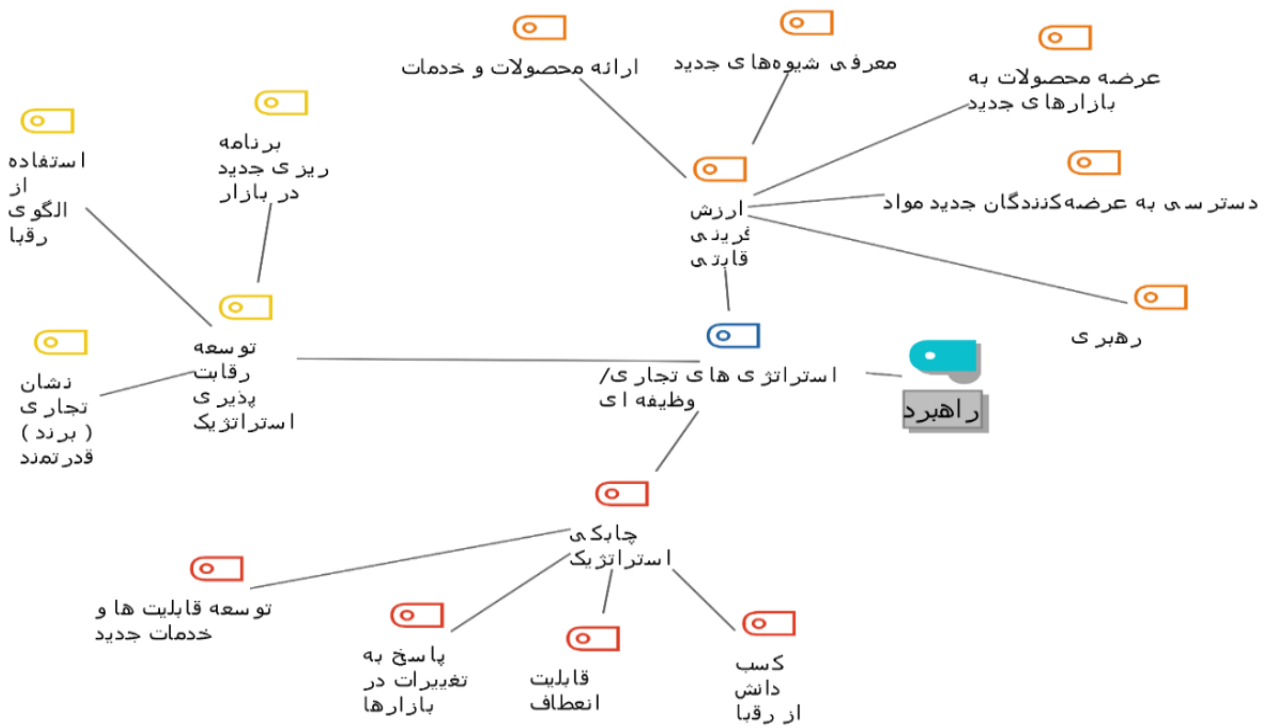 ارائه محصولات و خدمات
معرفی شیوه‌های جدید
عرضه محصولات به
بازارهای جدید
دسترسی به عرضه‌کنندگان جدید مواد
رهبری
ارزش
فرینی
قابتی
برنامه
ریزی جدید
در بازار
استفاده
از
الگوی
رقبا
نشان
تجاری
(برند)
قدرتمند
توسعه
رقابت
پذیری
استراتژیک
استراتژی های تجاری/
وظیفه ای
راهبرد
چابکی
استراتژیک
توسعه قابلیت ها و
خدمات جدید
پاسخ به
تغییرات در
بازارها
قابلیت
انعطاف
کسب
دانش
از رقبا